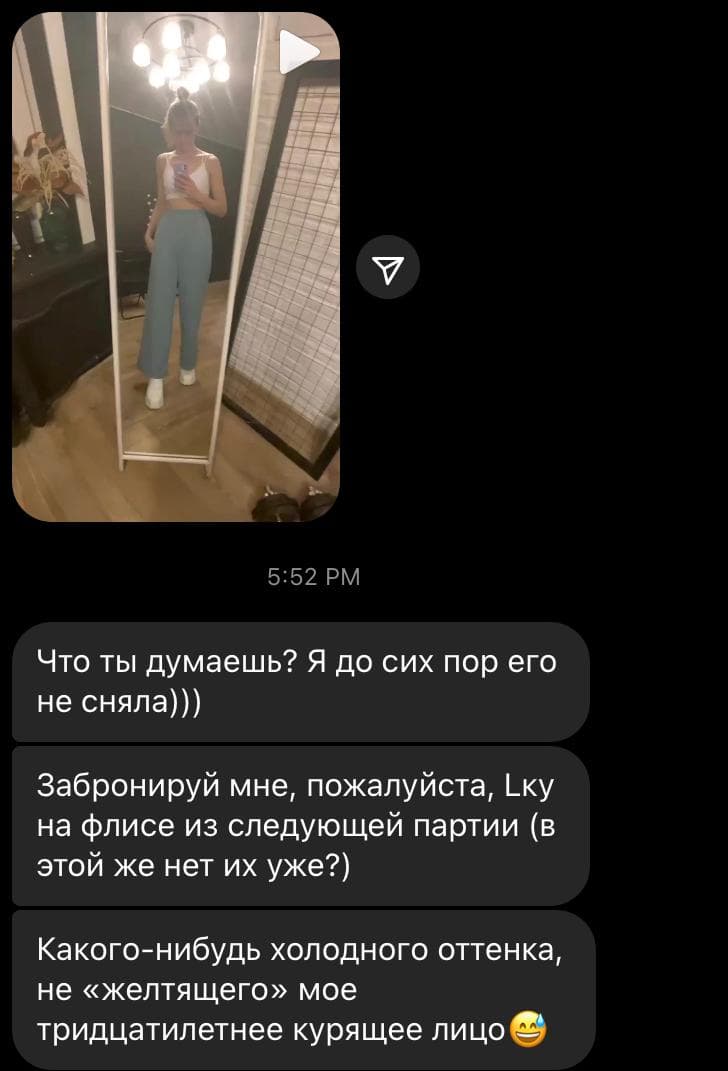 5:52 PM
Что ты думаешь? Я до сих пор его
не сняла)))
Забронируй мне, пожалуйста, Lку
на флисе из следующей партии (в
этой же нет их уже?)
Какого-нибудь холодного оттенка,
не «желтящего» мое
тридцатилетнее курящее лицо😅